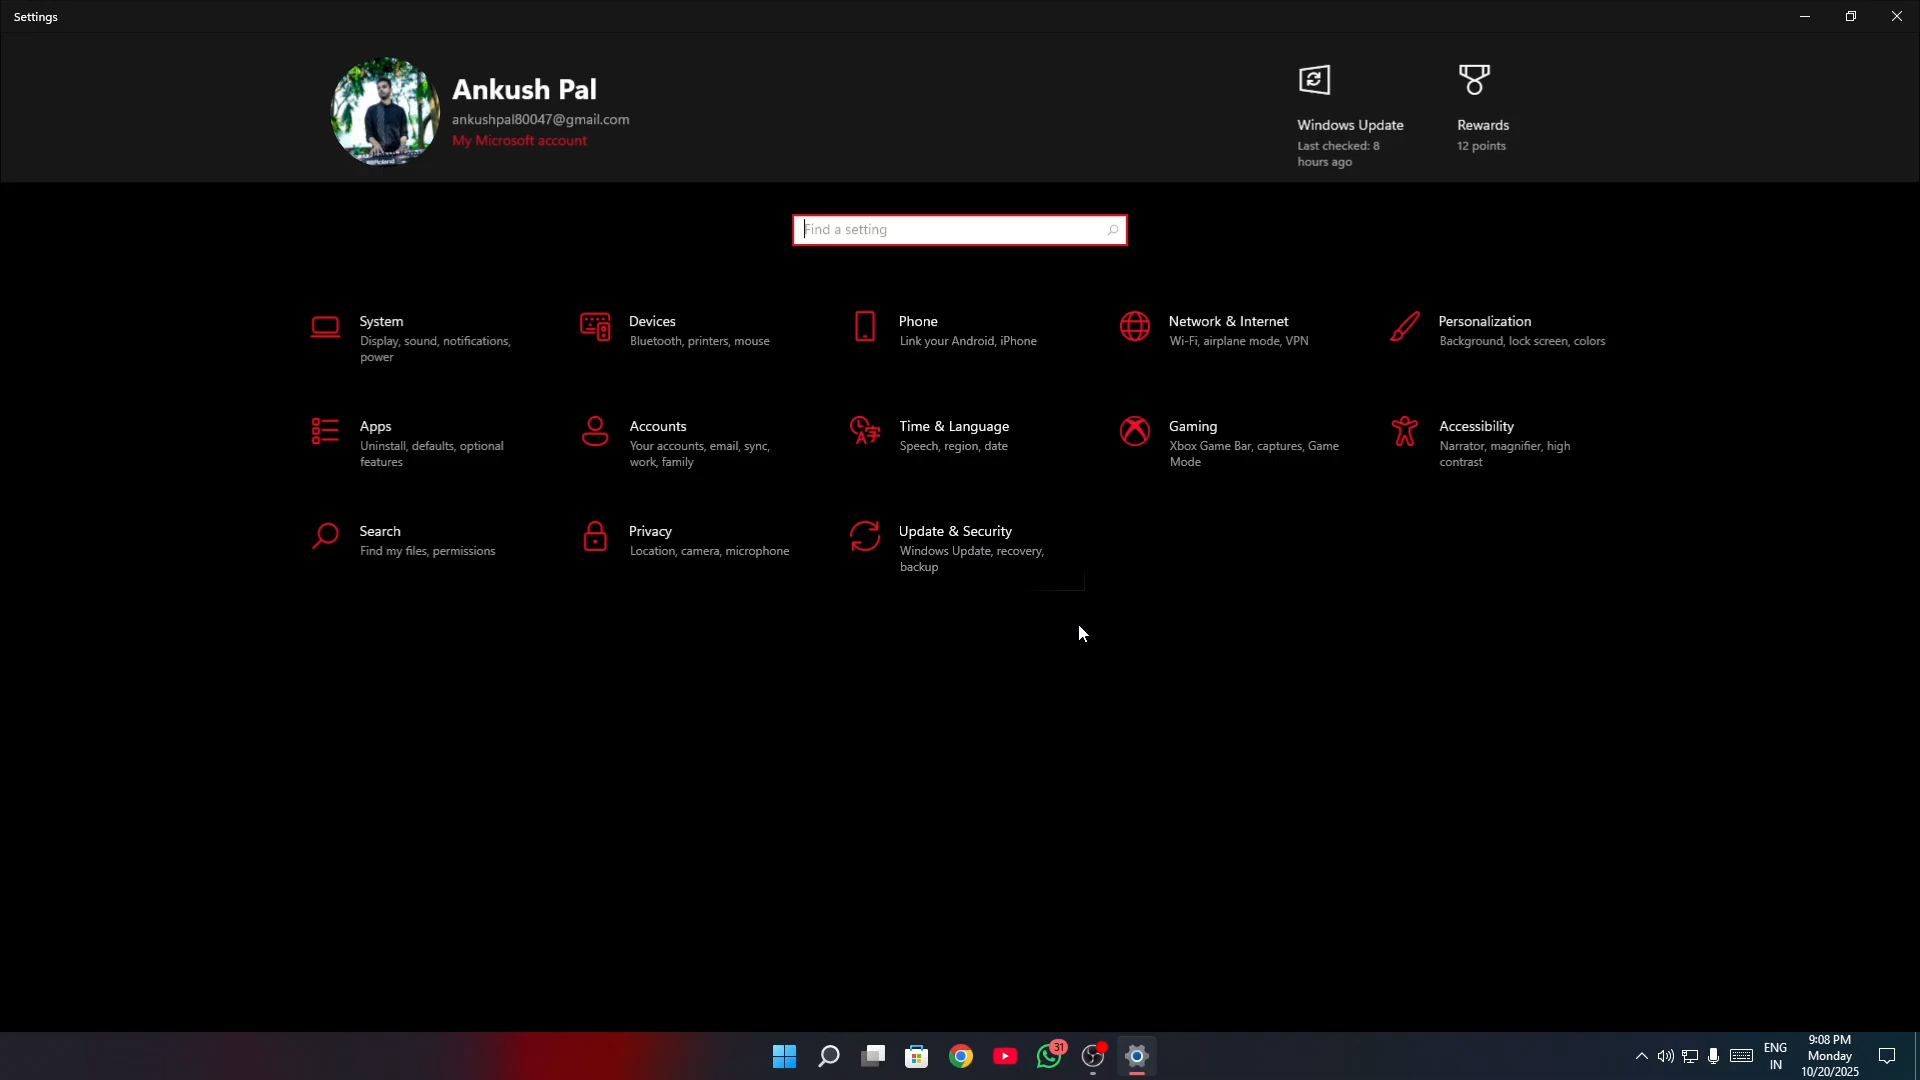 Settings
Ankush Pal
ankushpal80047@gmail.com
My Microsoft account
Windows Update
Last checked: 8
hours ago
Rewards
12 points
Find a setting
System
Display, sound, notifications,
power
Devices
Bluetooth, printers, mouse
Phone
Link your Android, iPhone
Network & Internet
Wi-Fi, airplane mode, VPN
Personalization
Background, lock screen, colors
Apps
Uninstall, defaults, optional
features
Accounts
Your accounts, email, sync,
work, family
Time & Language
Speech, region, date
Gaming
Xbox Game Bar, captures, Game
Mode
Accessibility
Narrator, magnifier, high
contrast
Search
Find my files, permissions
Privacy
Location, camera, microphone
Update & Security
Windows Update, recovery,
backup
31
ENG
IN
9:08 PM
Monday
10/20/2025